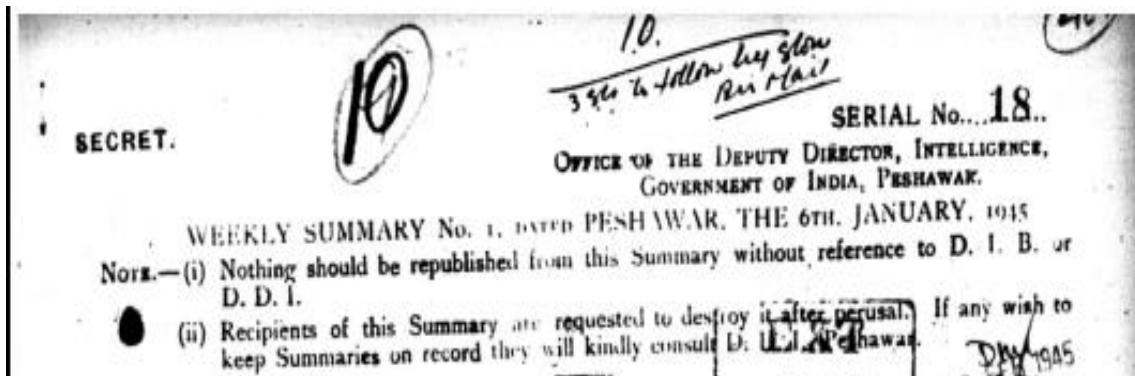 10
I.O.
to follow by slow
Air Mail
SECRET.
SERIAL No....18..
OFFICE OF THE DEPUTY DIRECTOR, INTELLIGENCE,
GOVERNMENT OF INDIA, PESHAWAR.
WEEKLY SUMMARY No. 1, DATED PESHAWAR, THE 6TH. JANUARY, 1945
NOTE.—(i) Nothing should be republished from this Summary without reference to D. I. B. or
D. D. I.
(ii) Recipients of this Summary are requested to destroy it after perusal. If any wish to
keep Summaries on record they will kindly consult D. D. I., Peshawar.
1945